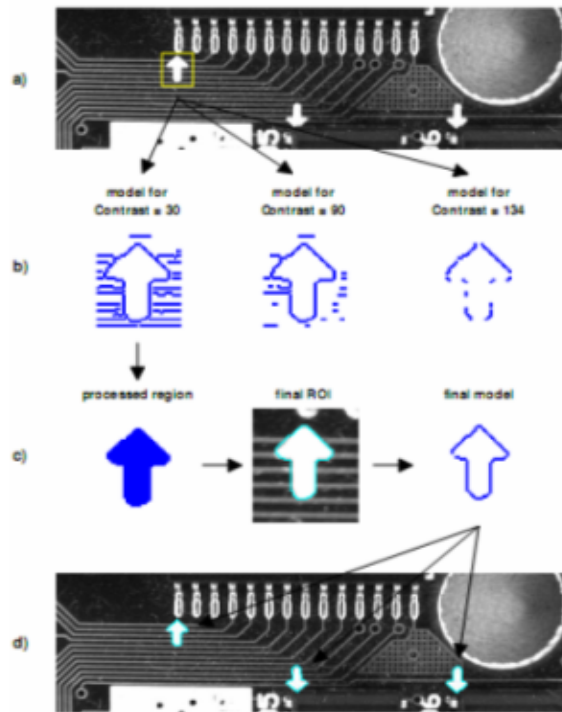 a)
model for
Contrast = 30
model for
Contrast = 90
model for
Contrast = 134
b)
processed region
final ROI
final model
c)
d)